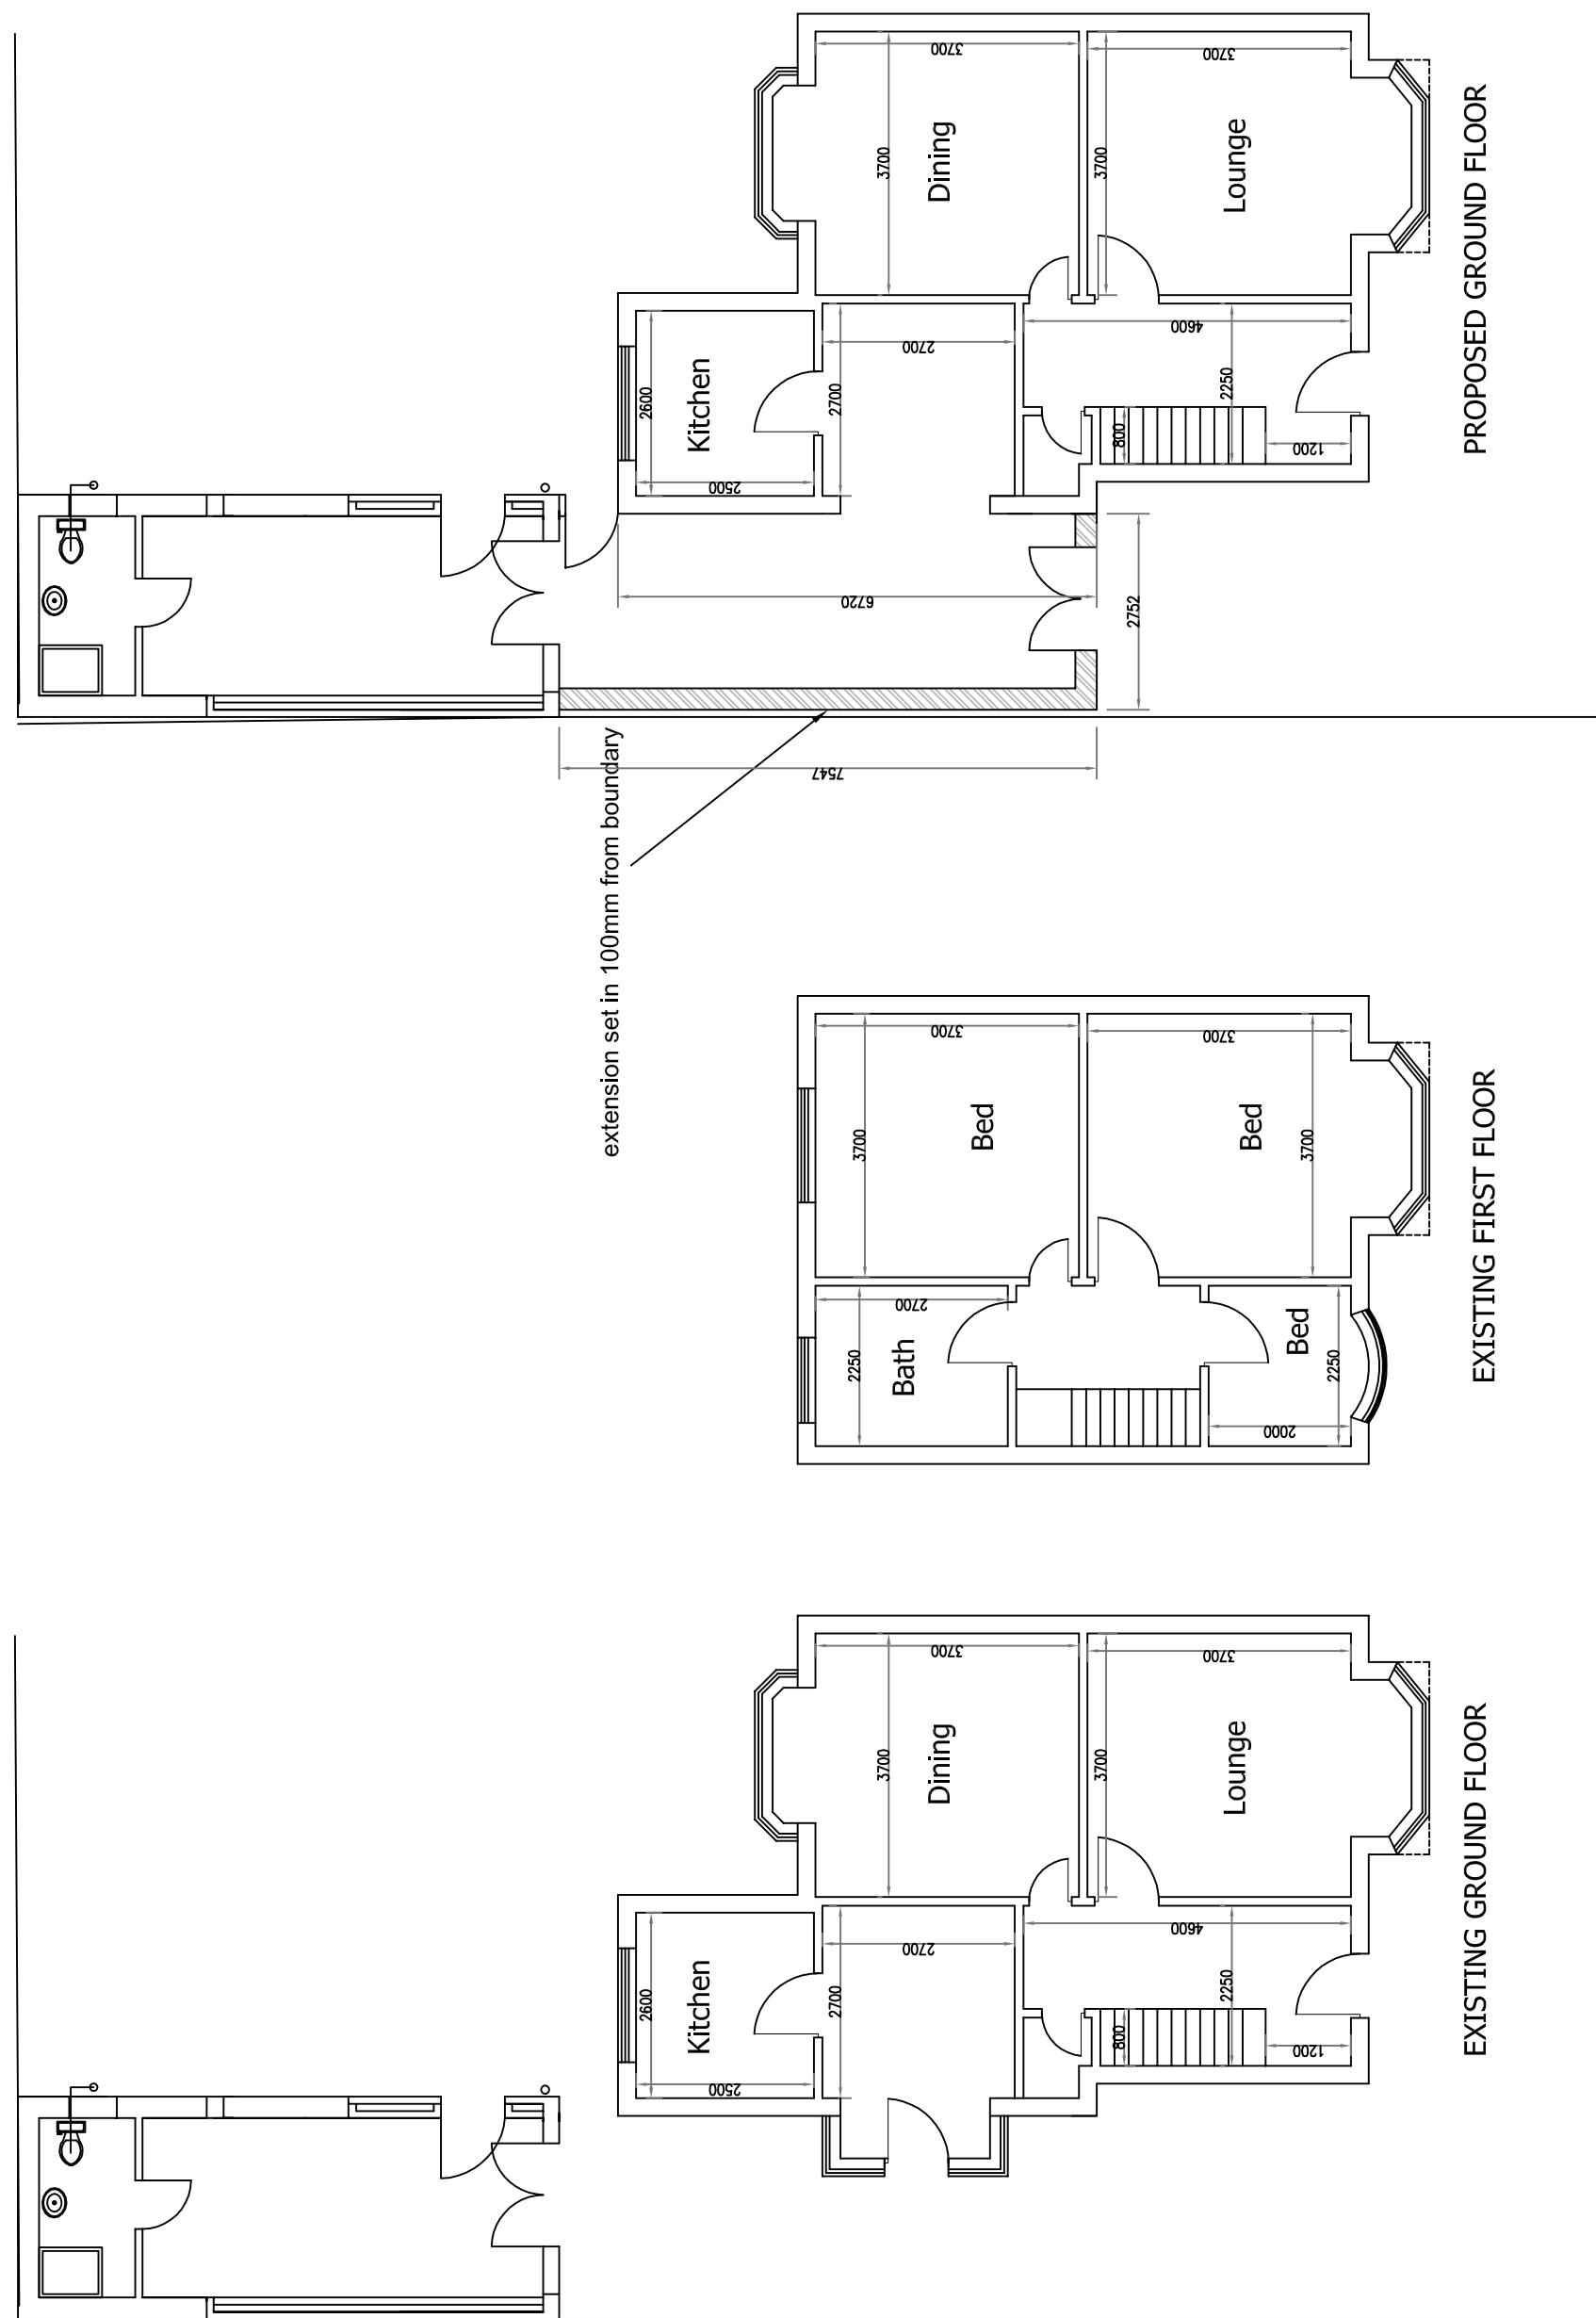 EXISTING GROUND FLOOR
Kitchen
2600
2500
2700
2700
Dining
3700
3700
Lounge
3700
3700
4600
2250
800
1200
EXISTING FIRST FLOOR
Bed
3700
3700
Bed
3700
3700
Bath
2700
2250
Bed
2250
2000
PROPOSED GROUND FLOOR
Kitchen
2600
2500
2700
2700
Dining
3700
3700
Lounge
3700
3700
4600
2250
800
1200
6720
2752
7547
extension set in 100mm from boundary